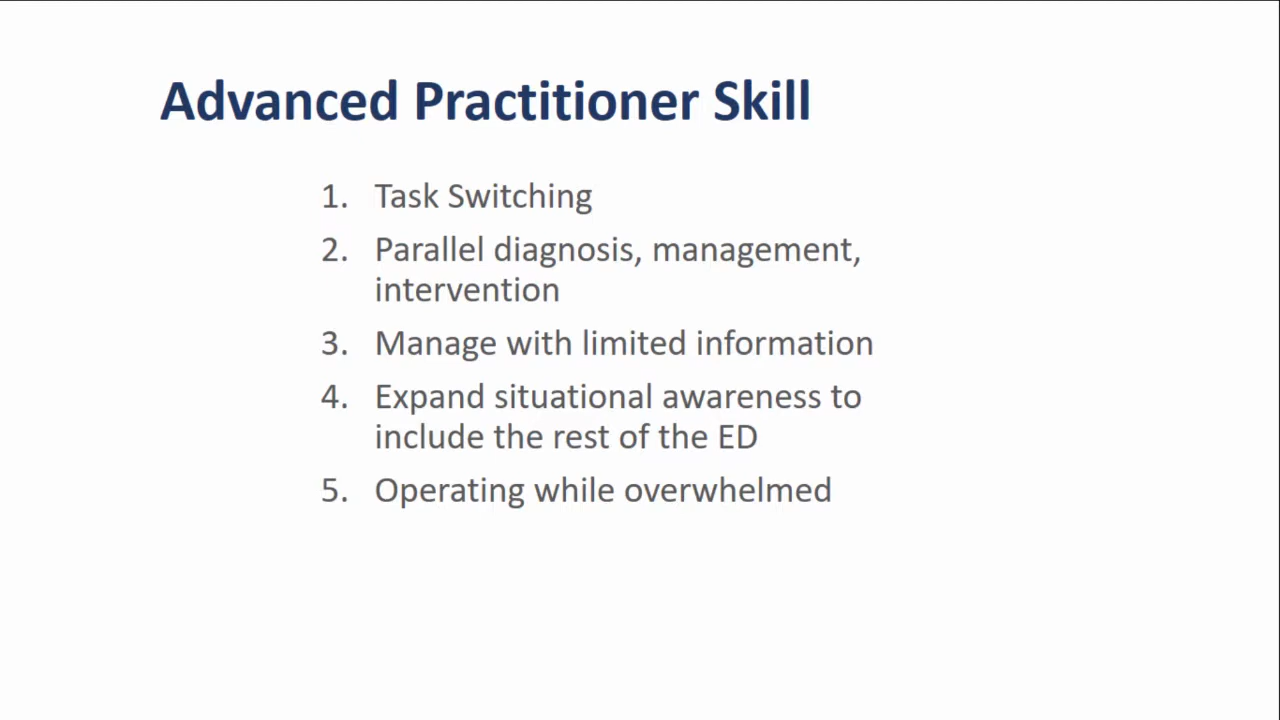 Advanced Practitioner Skill
1. Task Switching
2. Parallel diagnosis, management,
intervention
3. Manage with limited information
4. Expand situational awareness to
include the rest of the ED
5. Operating while overwhelmed